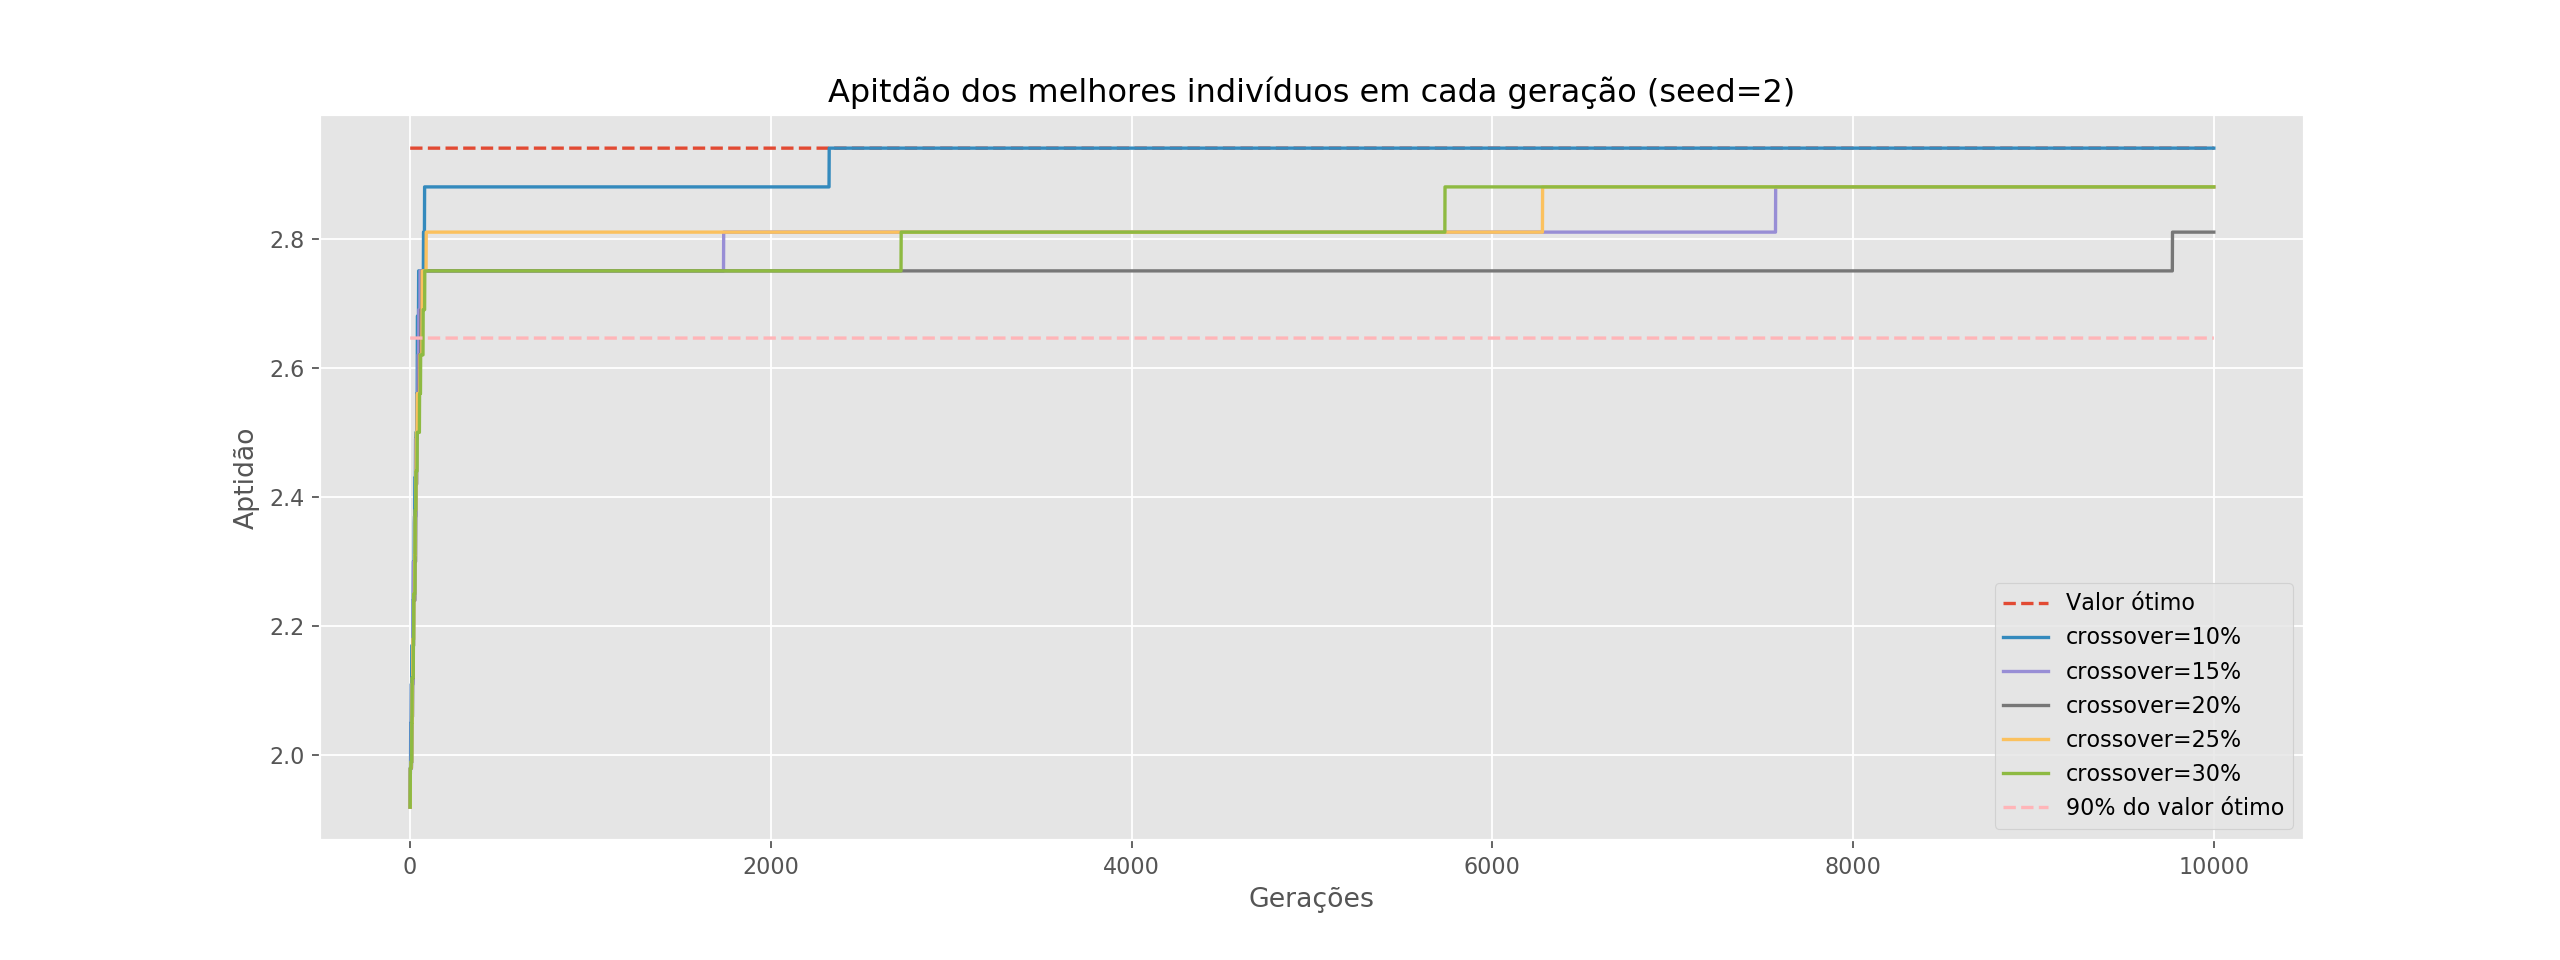 Apitdão dos melhores indivíduos em cada geração (seed=2)
Aptidão
2.8
2.6
2.4
2.2
2.0
0
2000
4000
6000
8000
10000
Gerações
Valor ótimo
crossover=10%
crossover=15%
crossover=20%
crossover=25%
crossover=30%
90% do valor ótimo